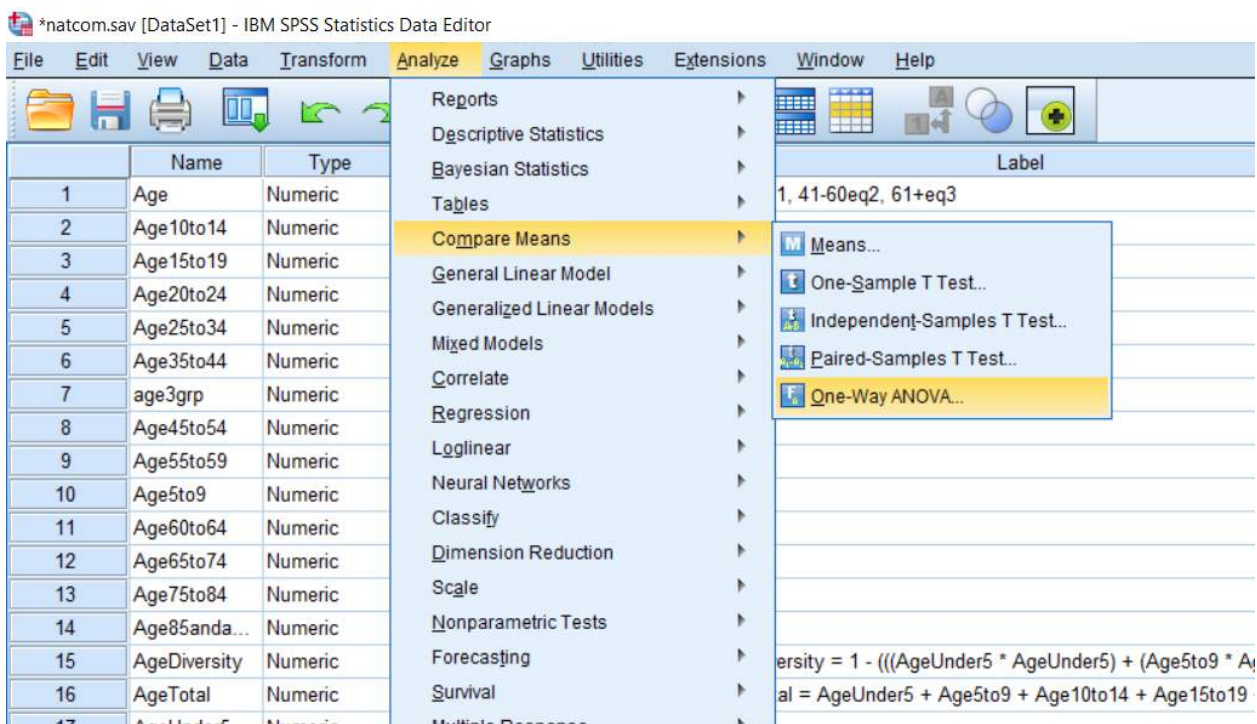 *natcom.sav [DataSet1] - IBM SPSS Statistics Data Editor
File Edit View Data Transform Analyze Graphs Utilities Extensions Window Help
Name Type Label
1 Age Numeric 1, 41-60eq2, 61+eq3
2 Age10to14 Numeric
3 Age15to19 Numeric
4 Age20to24 Numeric
5 Age25to34 Numeric
6 Age35to44 Numeric
7 age3grp Numeric
8 Age45to54 Numeric
9 Age55to59 Numeric
10 Age5to9 Numeric
11 Age60to64 Numeric
12 Age65to74 Numeric
13 Age75to84 Numeric
14 Age85anda... Numeric
15 AgeDiversity Numeric ersity = 1 - (((AgeUnder5 * AgeUnder5) + (Age5to9 * A
16 AgeTotal Numeric al = AgeUnder5 + Age5to9 + Age10to14 + Age15to19
17
Reports
Descriptive Statistics
Bayesian Statistics
Tables
Compare Means
General Linear Model
Generalized Linear Models
Mixed Models
Correlate
Regression
Loglinear
Neural Networks
Classify
Dimension Reduction
Scale
Nonparametric Tests
Forecasting
Survival
Multiple Response
Means...
One-Sample T Test...
Independent-Samples T Test...
Paired-Samples T Test...
One-Way ANOVA...